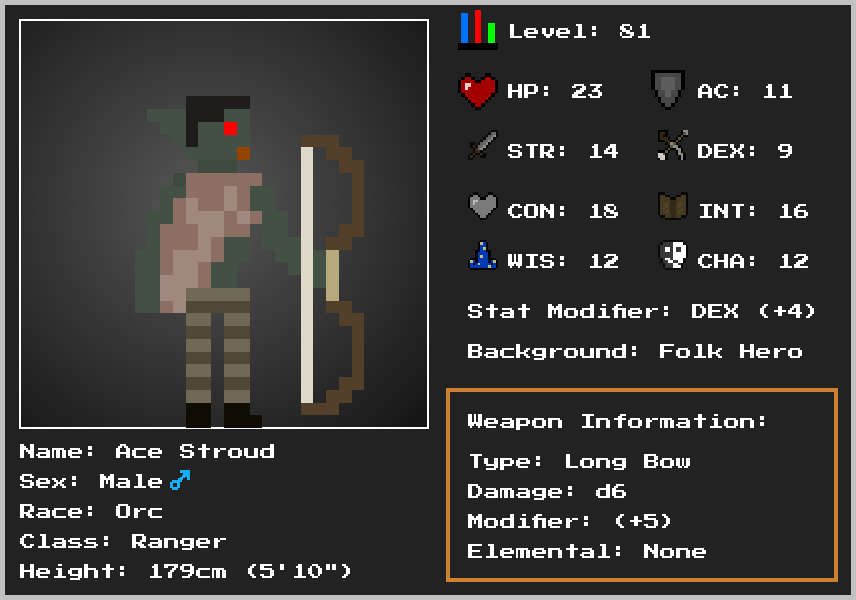 Level: 81
HP: 23 AC: 11
STR: 14 DEX: 9
CON: 18 INT: 16
WIS: 12 CHA: 12
Stat Modifier: DEX (+4)
Background: Folk Hero
Weapon Information:
Type: Long Bow
Damage: d6
Modifier: (+5)
Elemental: None
Name: Ace Stroud
Sex: Male ♂
Race: Orc
Class: Ranger
Height: 179cm (5'10")